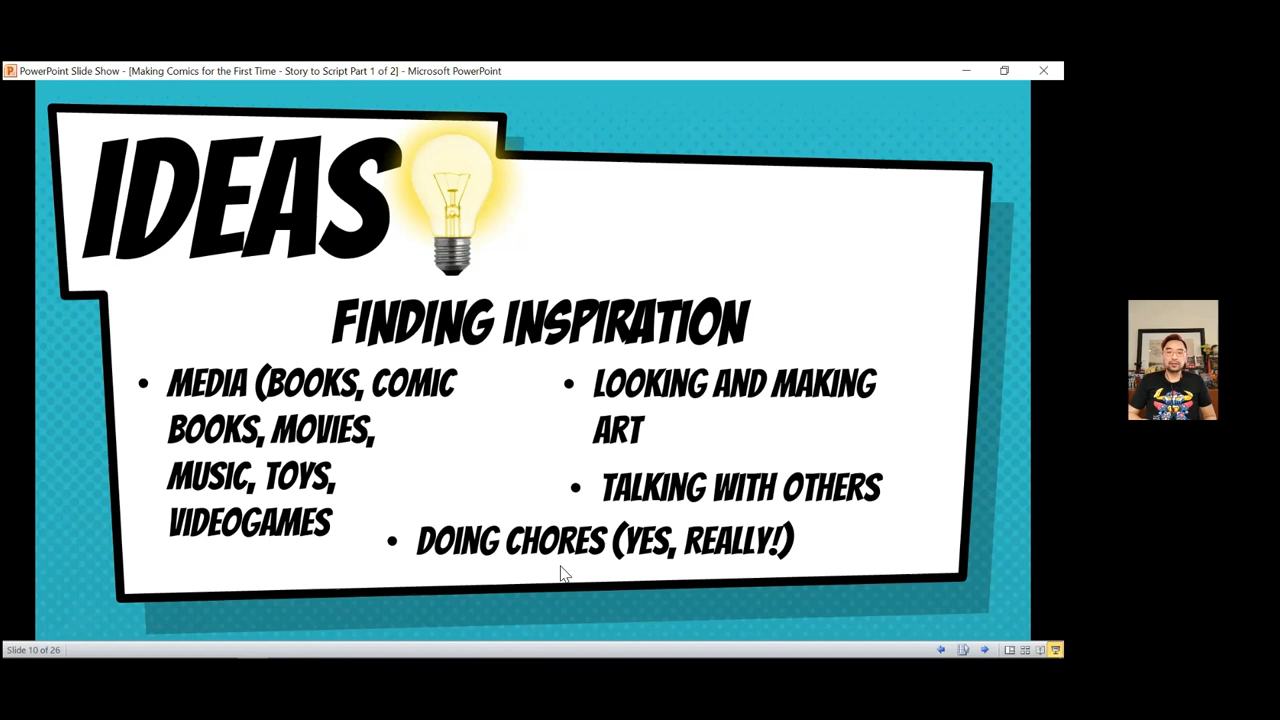 PowerPoint Slide Show - [Making Comics for the First Time - Story to Script Part 1 of 2] - Microsoft PowerPoint
IDEAS
FINDING INSPIRATION
• MEDIA (BOOKS, COMIC
BOOKS, MOVIES,
MUSIC, TOYS,
VIDEOGAMES
• LOOKING AND MAKING
ART
• TALKING WITH OTHERS
• DOING CHORES (YES, REALLY!)
Slide 10 of 26